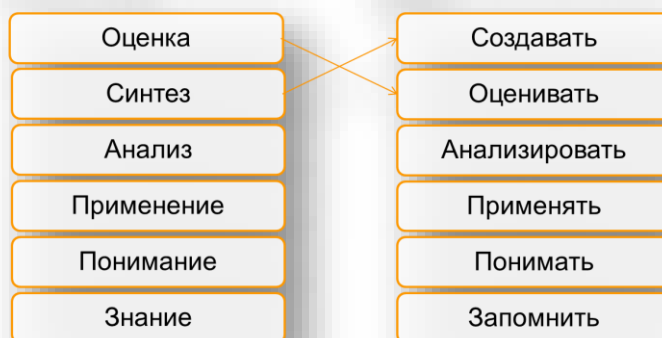 Оценка
Синтез
Анализ
Применение
Понимание
Знание
Создавать
Оценивать
Анализировать
Применять
Понимать
Запомнить